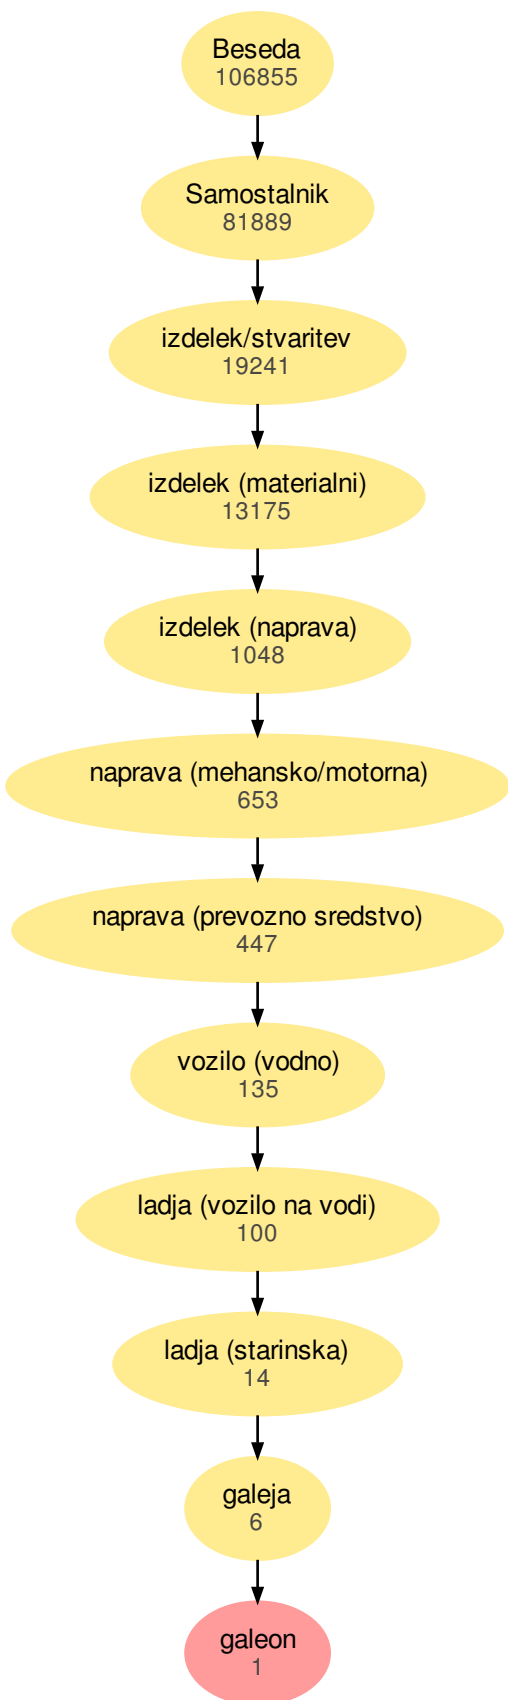 Beseda
106855
Samostalnik
81889
izdelek/stvaritev
19241
izdelek (materialni)
13175
izdelek (naprava)
1048
naprava (mehansko/motorna)
653
naprava (prevozno sredstvo)
447
vozilo (vodno)
135
ladja (vozilo na vodi)
100
ladja (starinska)
14
galeja
6
galeon
1